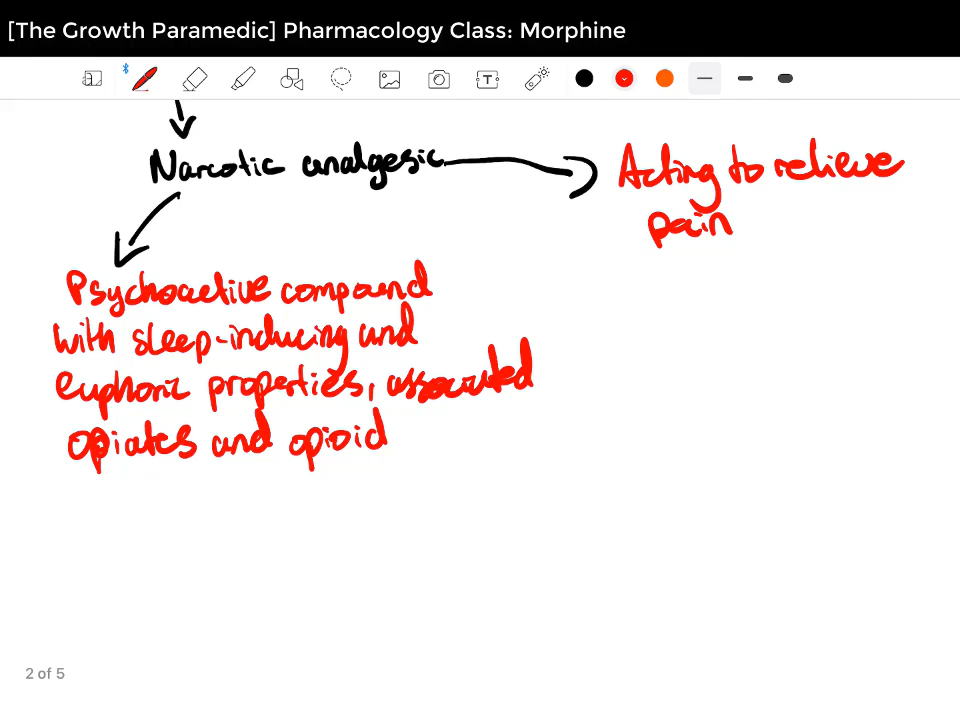 [The Growth Paramedic] Pharmacology Class: Morphine
Narcotic analgesic
Acting to relieve
pain
Psychoactive compound
with sleep-inducing and
euphoric properties, associated
opiates and opioid
2 of 5